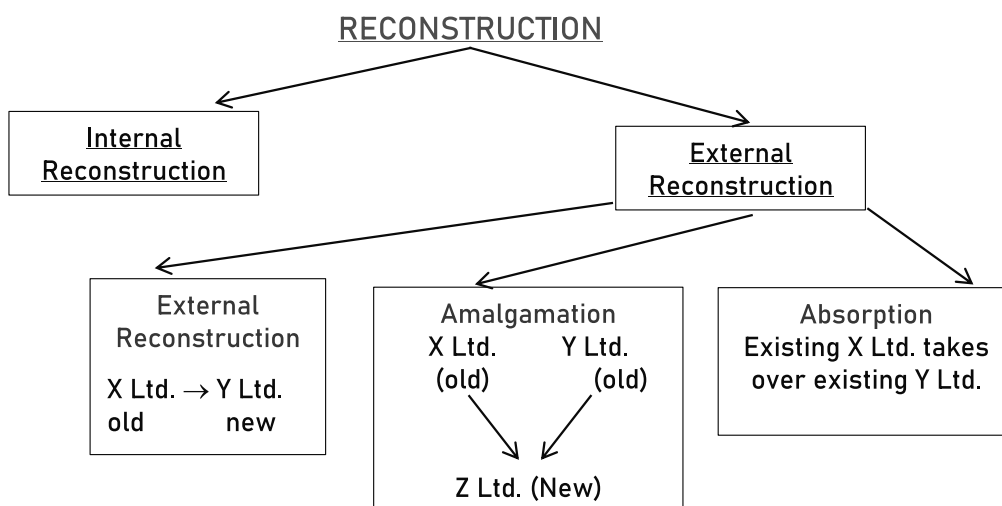 RECONSTRUCTION
Internal
Reconstruction
External
Reconstruction
External
Reconstruction
X Ltd. → Y Ltd.
old new
Amalgamation
X Ltd. Y Ltd.
(old) (old)
Z Ltd. (New)
Absorption
Existing X Ltd. takes
over existing Y Ltd.